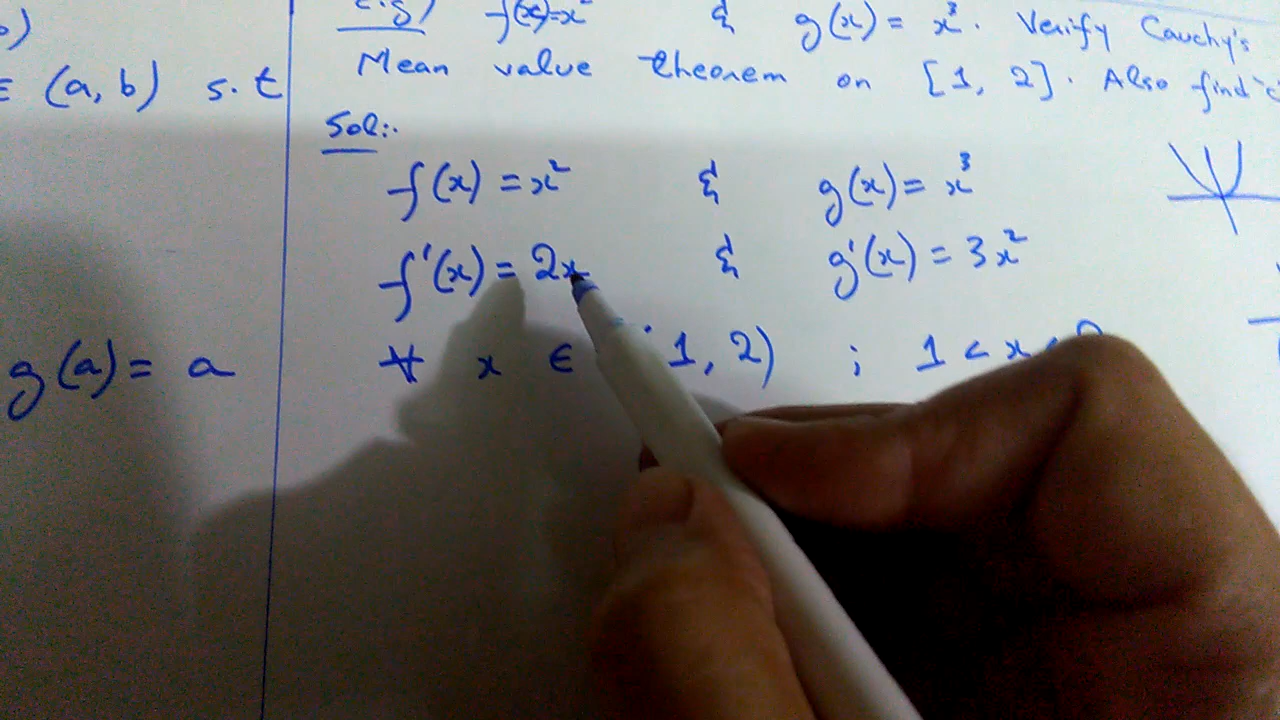 ∈ (a, b) s.t
g(a) = a
e.g) f(x)=x² & g(x) = x³. Verify Cauchy's
Mean value theorem on [1, 2]. Also find
Sol:.
f(x) = x² & g(x) = x³
f'(x) = 2x & g'(x) = 3x²
∀ x ∈ 1, 2) ; 1 < x <